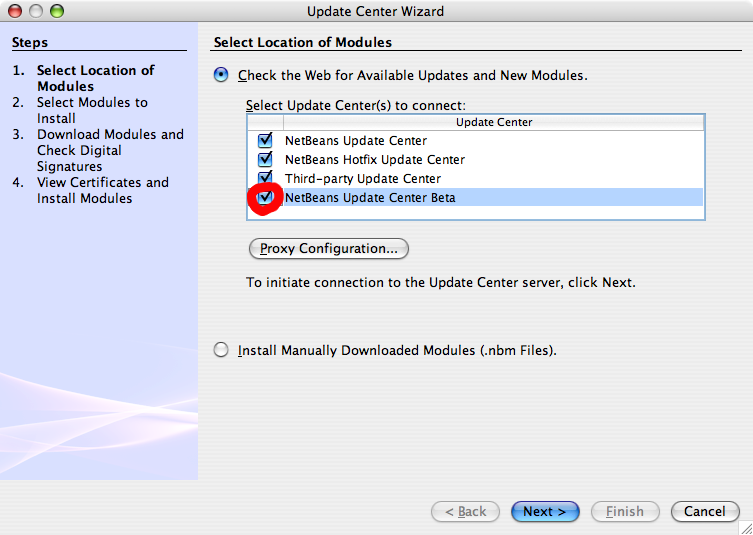 Update Center Wizard
Steps
1. Select Location of
Modules
2. Select Modules to
Install
3. Download Modules and
Check Digital
Signatures
4. View Certificates and
Install Modules
Select Location of Modules
Check the Web for Available Updates and New Modules.
Select Update Center(s) to connect:
Update Center
NetBeans Update Center
NetBeans Hotfix Update Center
Third-party Update Center
NetBeans Update Center Beta
Proxy Configuration...
To initiate connection to the Update Center server, click Next.
Install Manually Downloaded Modules (.nbm Files).
< Back
Next >
Finish
Cancel